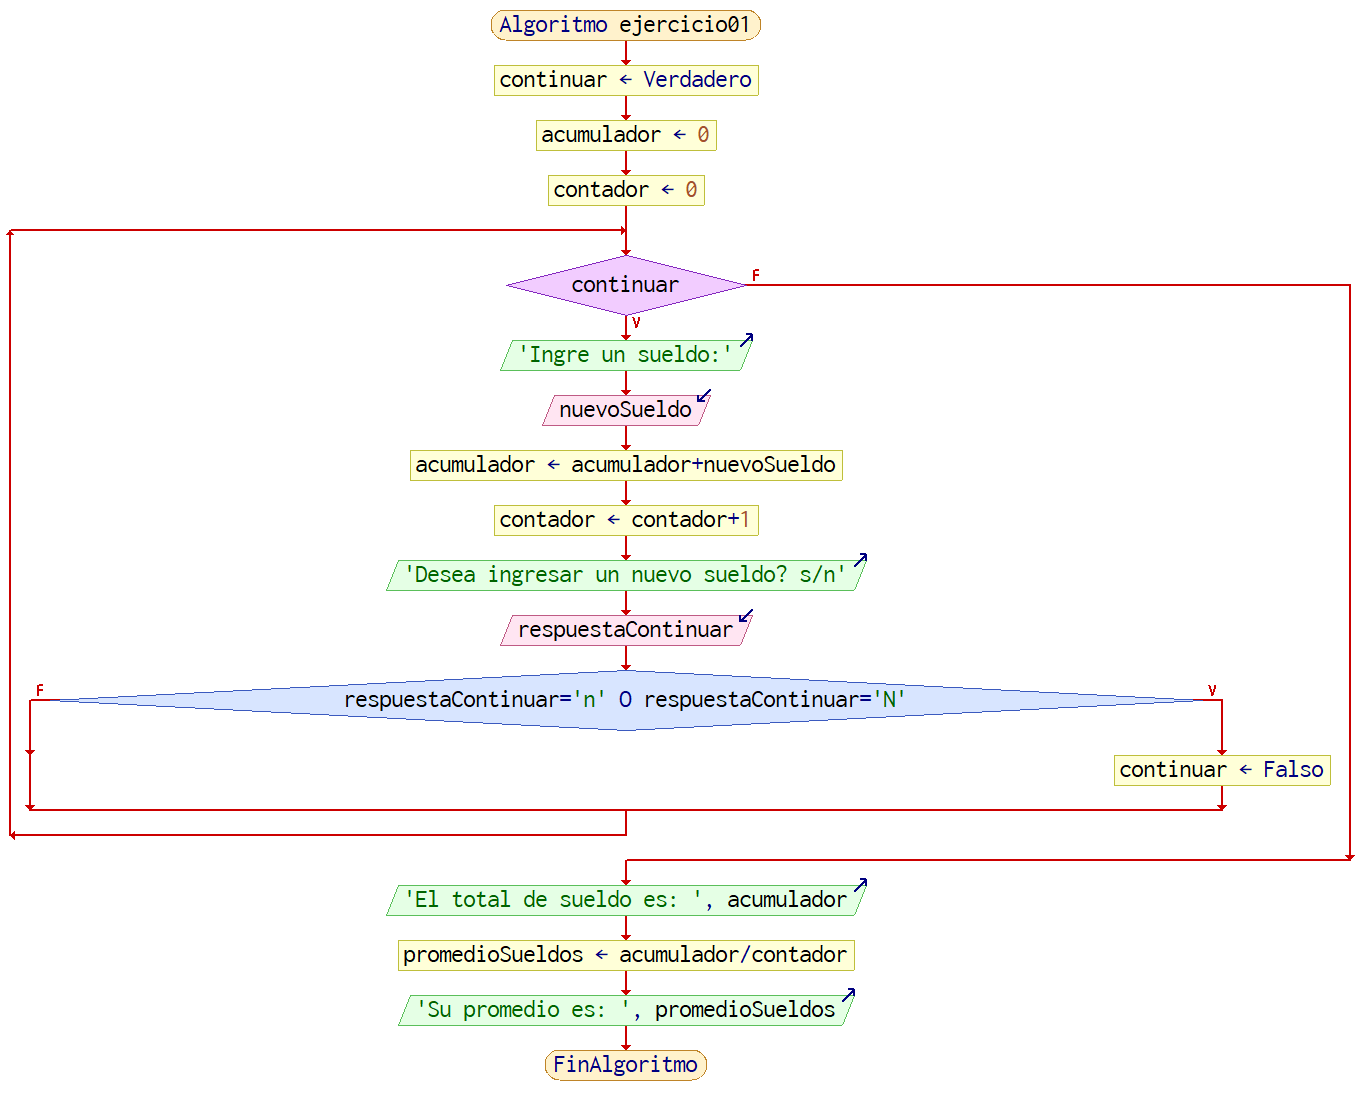 Algoritmo ejercicio01
continuar ← Verdadero
acumulador ← 0
contador ← 0
continuar
F
V
'Ingre un sueldo:'
nuevoSueldo
acumulador ← acumulador+nuevoSueldo
contador ← contador+1
'Desea ingresar un nuevo sueldo? s/n'
respuestaContinuar
F
respuestaContinuar='n' O respuestaContinuar='N'
V
continuar ← Falso
'El total de sueldo es: ', acumulador
promedioSueldos ← acumulador/contador
'Su promedio es: ', promedioSueldos
FinAlgoritmo